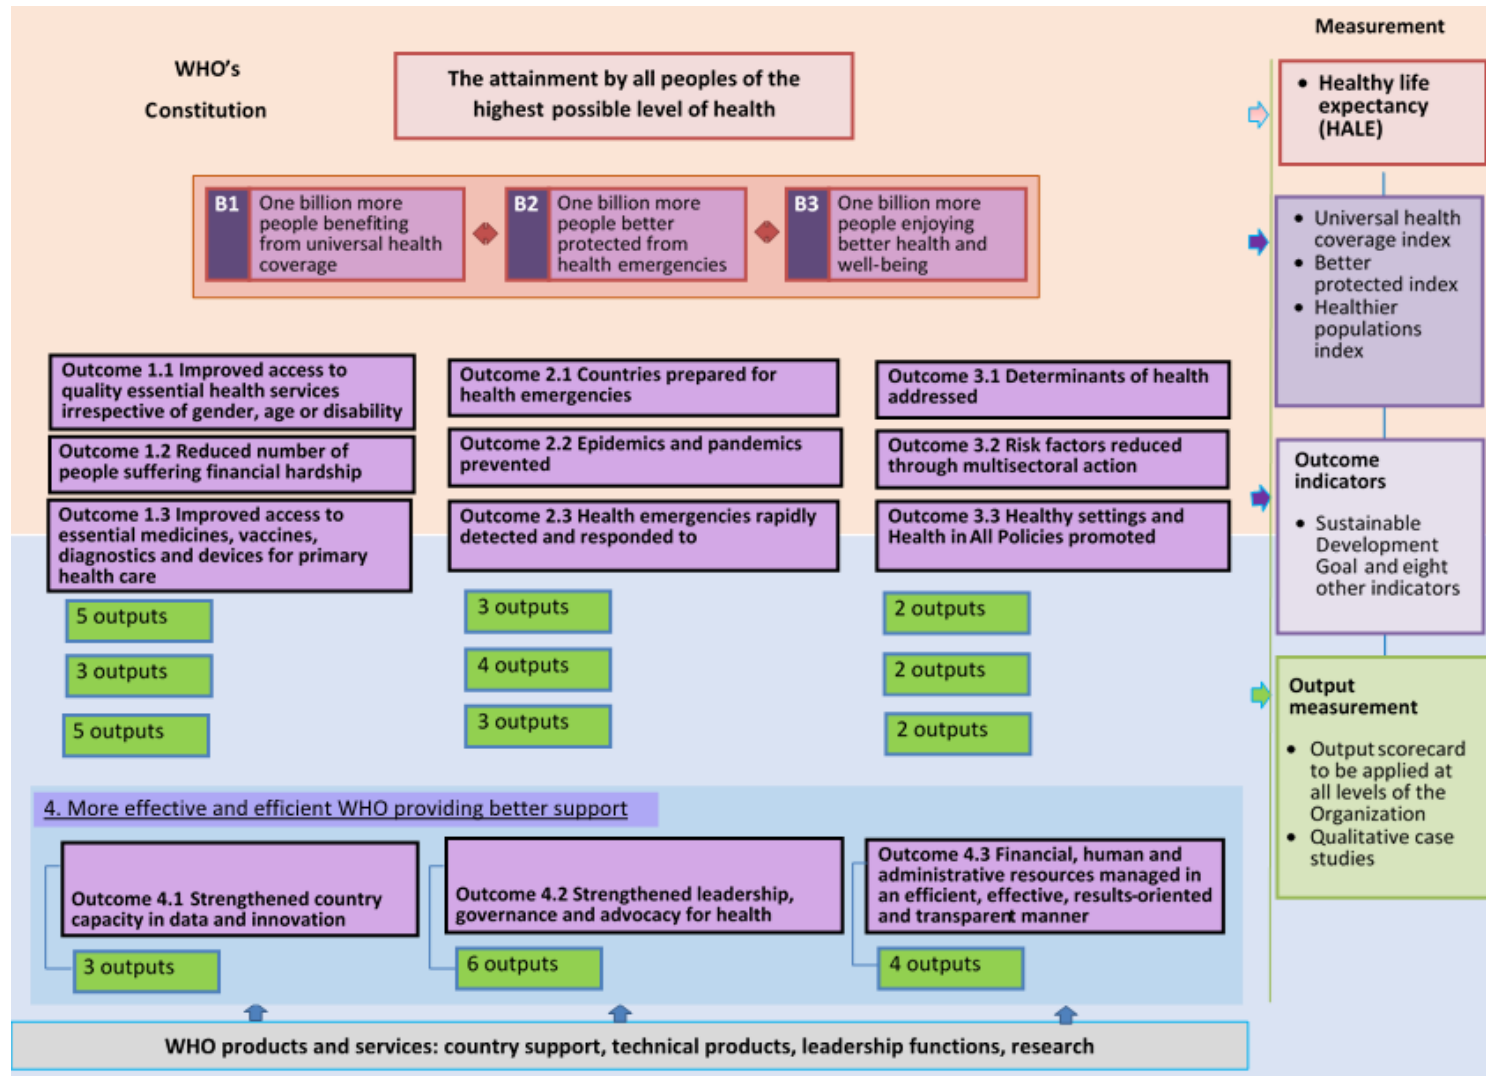 Measurement
WHO's
Constitution
The attainment by all peoples of the
highest possible level of health
• Healthy life
expectancy
(HALE)
B1
One billion more
people benefiting
from universal health
coverage
B2
One billion more
people better
protected from
health emergencies
B3
One billion more
people enjoying
better health and
well-being
• Universal health
coverage index
• Better
protected index
• Healthier
populations
index
Outcome 1.1 Improved access to
quality essential health services
irrespective of gender, age or disability
Outcome 1.2 Reduced number of
people suffering financial hardship
Outcome 1.3 Improved access to
essential medicines, vaccines,
diagnostics and devices for primary
health care
Outcome 2.1 Countries prepared for
health emergencies
Outcome 2.2 Epidemics and pandemics
prevented
Outcome 2.3 Health emergencies rapidly
detected and responded to
Outcome 3.1 Determinants of health
addressed
Outcome 3.2 Risk factors reduced
through multisectoral action
Outcome 3.3 Healthy settings and
Health in All Policies promoted
Outcome
indicators
• Sustainable
Development
Goal and eight
other indicators
5 outputs
3 outputs
5 outputs
3 outputs
4 outputs
3 outputs
2 outputs
2 outputs
2 outputs
Output
measurement
• Output scorecard
to be applied at
all levels of the
Organization
• Qualitative case
studies
4. More effective and efficient WHO providing better support
Outcome 4.1 Strengthened country
capacity in data and innovation
3 outputs
Outcome 4.2 Strengthened leadership,
governance and advocacy for health
6 outputs
Outcome 4.3 Financial, human and
administrative resources managed in
an efficient, effective, results-oriented
and transparent manner
4 outputs
WHO products and services: country support, technical products, leadership functions, research